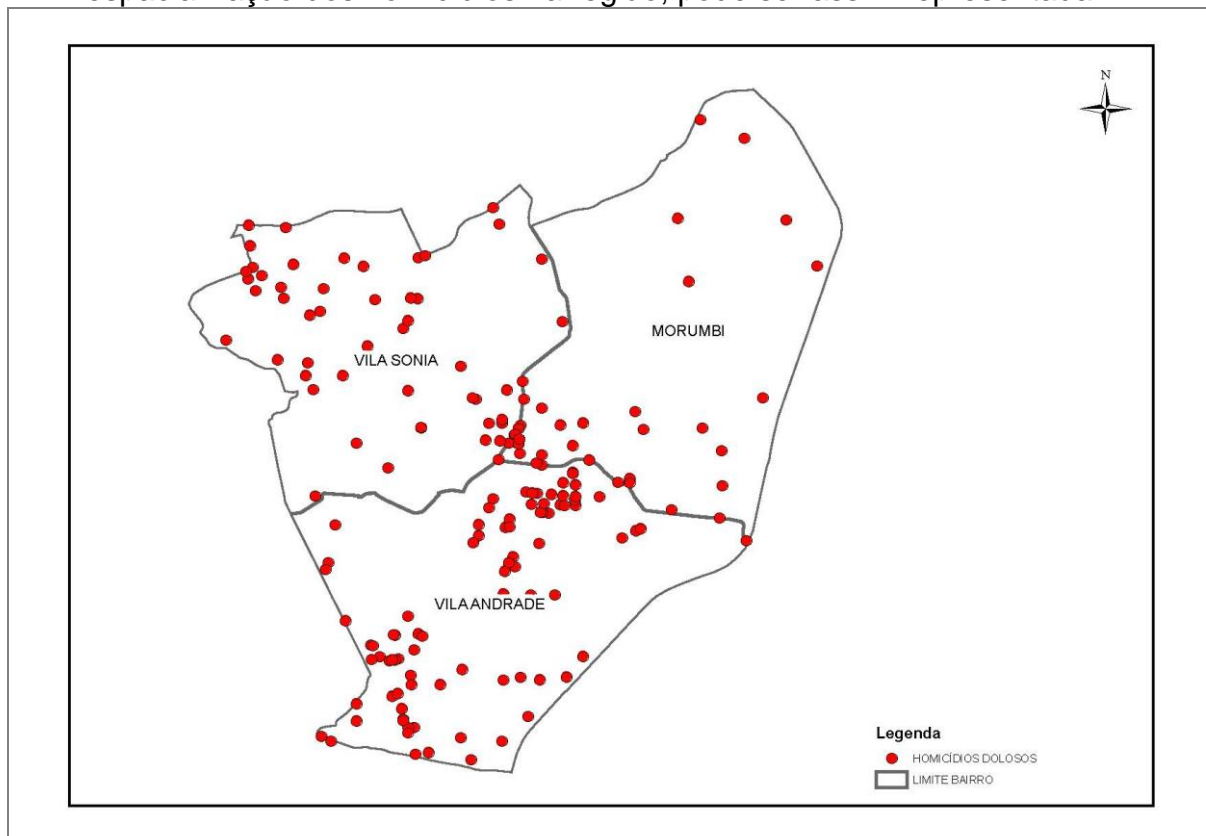 N
MORUMBI
VILA SONIA
VILA ANDRADE
Legenda
HOMICÍDIOS DOLOSOS
LIMITE BAIRRO